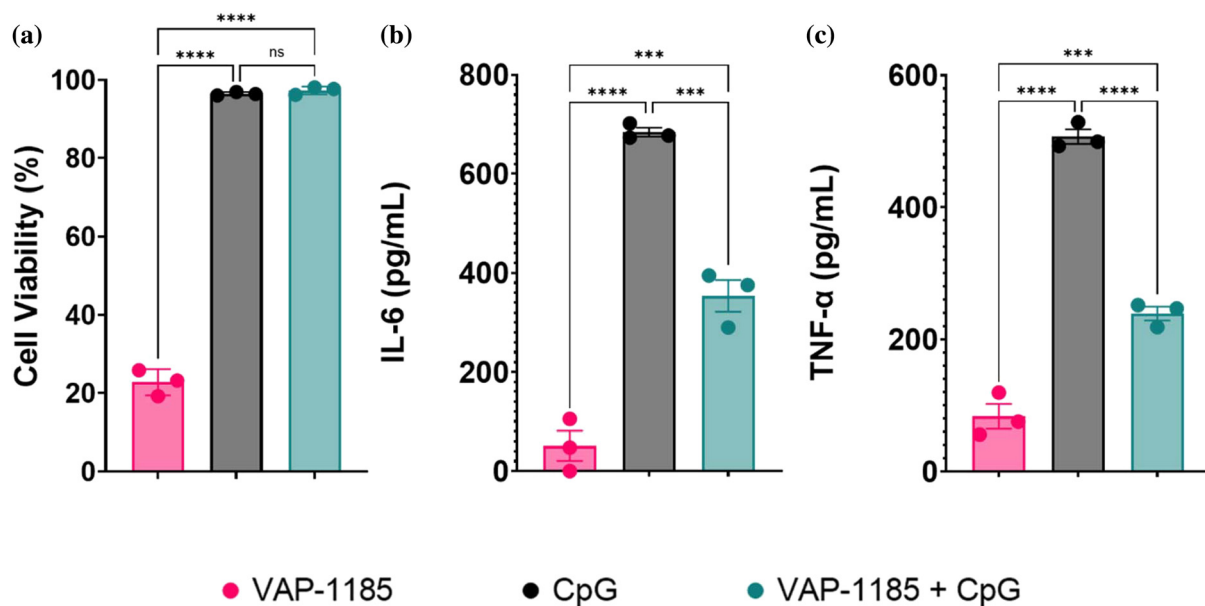 (a)
****
****
ns
Cell Viability (%)
100
80
60
40
20
0
(b)
***
****
***
IL-6 (pg/mL)
800
600
400
200
0
(c)
***
****
****
TNF-α (pg/mL)
600
400
200
0
VAP-1185
CpG
VAP-1185 + CpG